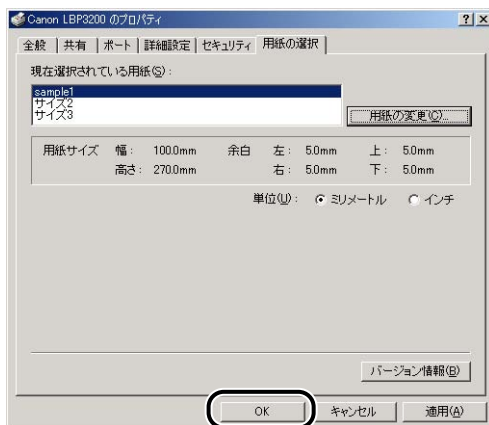 Canon LBP3200 のプロパティ
全般 共有 ポート 詳細設定 セキュリティ 用紙の選択
現在選択されている用紙(S):
sample1
サイズ2
サイズ3
用紙の変更(C)...
用紙サイズ 幅: 100.0mm 余白 左: 5.0mm 上: 5.0mm
高さ: 270.0mm 右: 5.0mm 下: 5.0mm
単位(U): ミリメートル インチ
バージョン情報(B)
OK キャンセル 適用(A)